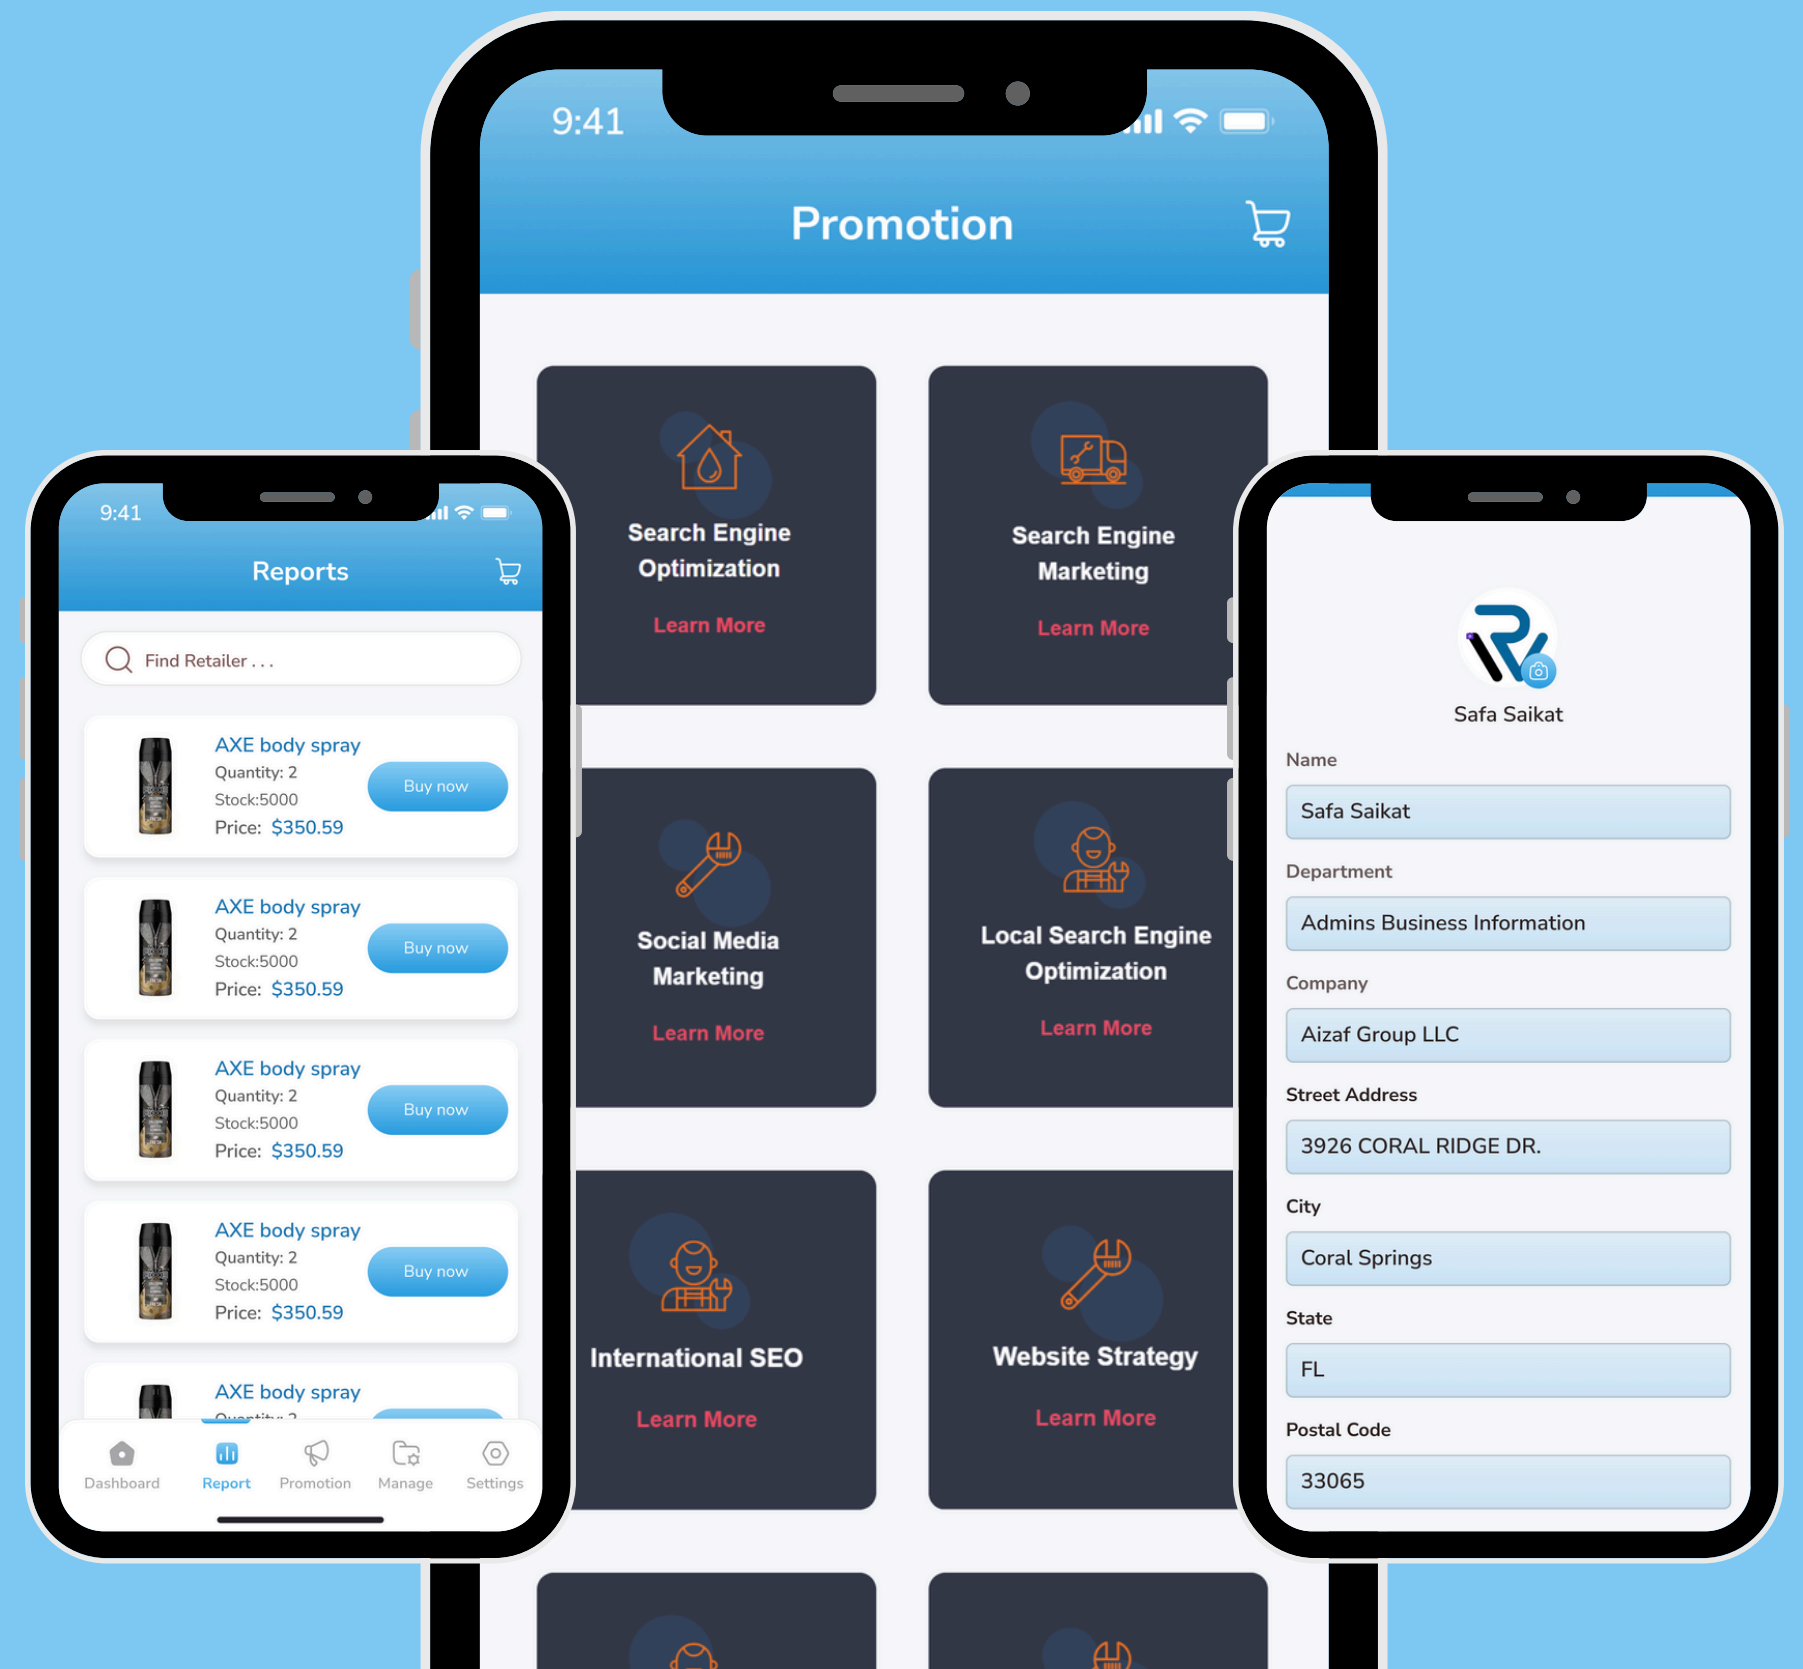 9:41
Promotion
Search Engine
Optimization
Learn More
Search Engine
Marketing
Learn More
Social Media
Marketing
Learn More
Local Search Engine
Optimization
Learn More
International SEO
Learn More
Website Strategy
Learn More
9:41
Reports
Find Retailer . . .
AXE body spray
Quantity: 2
Stock:5000
Price: $350.59
Buy now
AXE body spray
Quantity: 2
Stock:5000
Price: $350.59
Buy now
AXE body spray
Quantity: 2
Stock:5000
Price: $350.59
Buy now
AXE body spray
Quantity: 2
Stock:5000
Price: $350.59
Buy now
AXE body spray
Quantity: 2
Dashboard
Report
Promotion
Manage
Settings
Safa Saikat
Name
Safa Saikat
Department
Admins Business Information
Company
Aizaf Group LLC
Street Address
3926 CORAL RIDGE DR.
City
Coral Springs
State
FL
Postal Code
33065